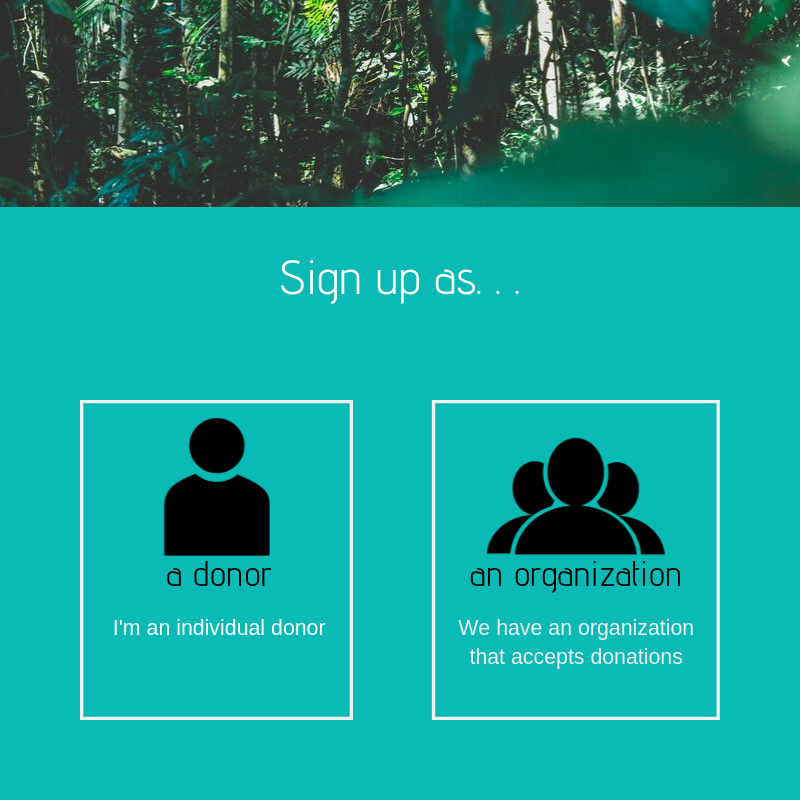 Sign up as. . .
a donor
I'm an individual donor
an organization
We have an organization
that accepts donations